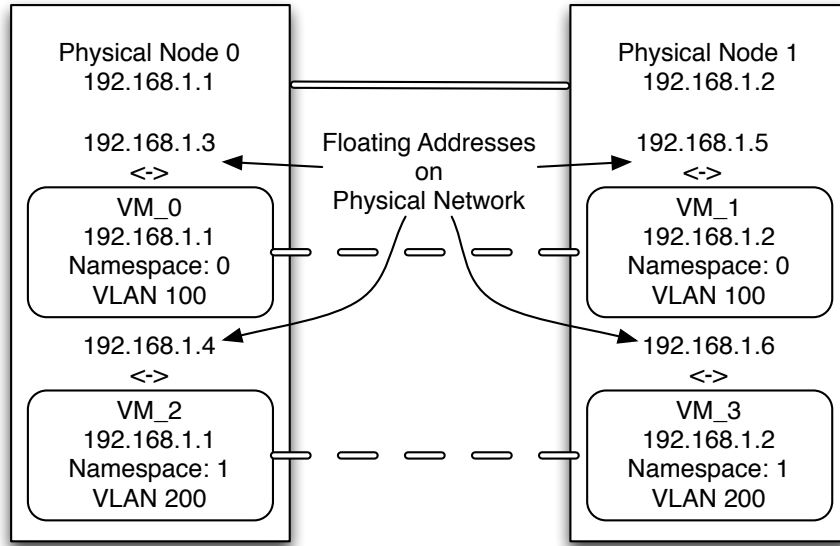 Physical Node 0
192.168.1.1
192.168.1.3
<->
VM_0
192.168.1.1
Namespace: 0
VLAN 100
192.168.1.4
<->
VM_2
192.168.1.1
Namespace: 1
VLAN 200
Floating Addresses
on
Physical Network
Physical Node 1
192.168.1.2
192.168.1.5
<->
VM_1
192.168.1.2
Namespace: 0
VLAN 100
192.168.1.6
<->
VM_3
192.168.1.2
Namespace: 1
VLAN 200